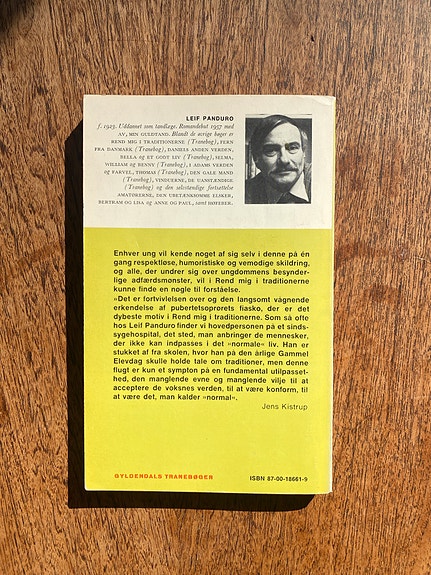 LEIF PANDURO
f. 1923. Uddannet som tandlæge. Romandebut 1957 med
AV, MIN GULDTAND. Blandt de øvrige bøger er
REND MIG I TRADITIONERNE (Tranebog), FERN
FRA DANMARK (Tranebog), DANIELS ANDEN VERDEN,
BELLA OG ET GODT LIV (Tranebog), SELMA,
WILLIAM OG BENNY (Tranebog), I ADAMS VERDEN
OG FARVEL, THOMAS (Tranebog), DEN GALE MAND
(Tranebog), VINDUERNE, DE UANSTÆNDIGE
(Tranebog) og den selvstændige fortsættelse
AMATØRERNE, DEN UBETÆNKSOMME ELSKER,
BERTRAM OG LISA og ANNE OG PAUL, samt HØFEBER.
Enhver ung vil kende noget af sig selv i denne på én
gang respektløse, humoristiske og vemodige skildring,
og alle, der undrer sig over ungdommens besynder-
lige adfærdsmønster, vil i Rend mig i traditionerne
kunne finde en nøgle til forståelse.
»Det er fortvivlelsen over og den langsomt vågnende
erkendelse af pubertetsoprørets fiasko, der er det
dybeste motiv i Rend mig i traditionerne. Som så ofte
hos Leif Panduro finder vi hovedpersonen på et sinds-
sygehospital, det sted, man anbringer de mennesker,
der ikke kan indpasses i det »normale« liv. Han er
stukket af fra skolen, hvor han på den årlige Gammel
Elevdag skulle holde tale om traditioner, men denne
flugt er kun et sympton på en fundamental utilpasset-
hed, den manglende evne og manglende vilje til at
acceptere de voksnes verden, til at være konform, til
at være det, man kalder »normal«.
Jens Kistrup
GYLDENDALS TRANEBØGER
ISBN 87-00-18661-9